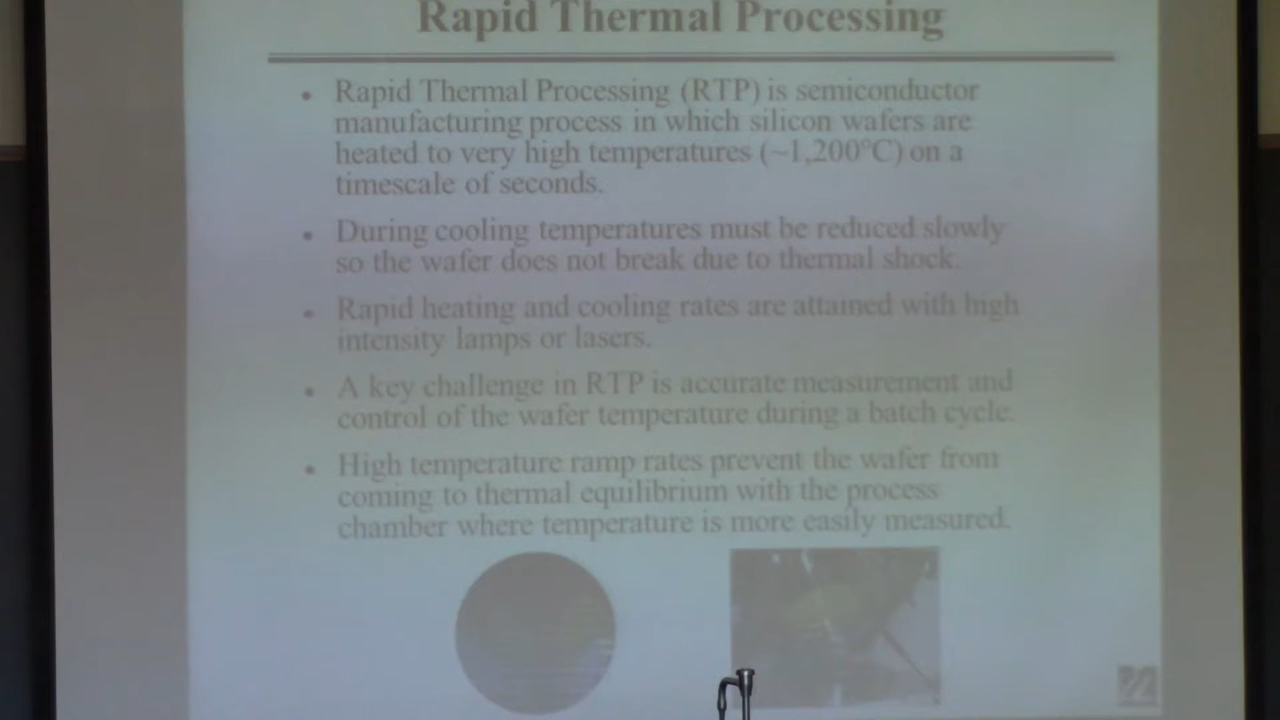 Rapid Thermal Processing
• Rapid Thermal Processing (RTP) is semiconductor
manufacturing process in which silicon wafers are
heated to very high temperatures (~1,200°C) on a
timescale of seconds.
• During cooling temperatures must be reduced slowly
so the wafer does not break due to thermal shock.
• Rapid heating and cooling rates are attained with high
intensity lamps or lasers.
• A key challenge in RTP is accurate measurement and
control of the wafer temperature during a batch cycle.
• High temperature ramp rates prevent the wafer from
coming to thermal equilibrium with the process
chamber where temperature is more easily measured.